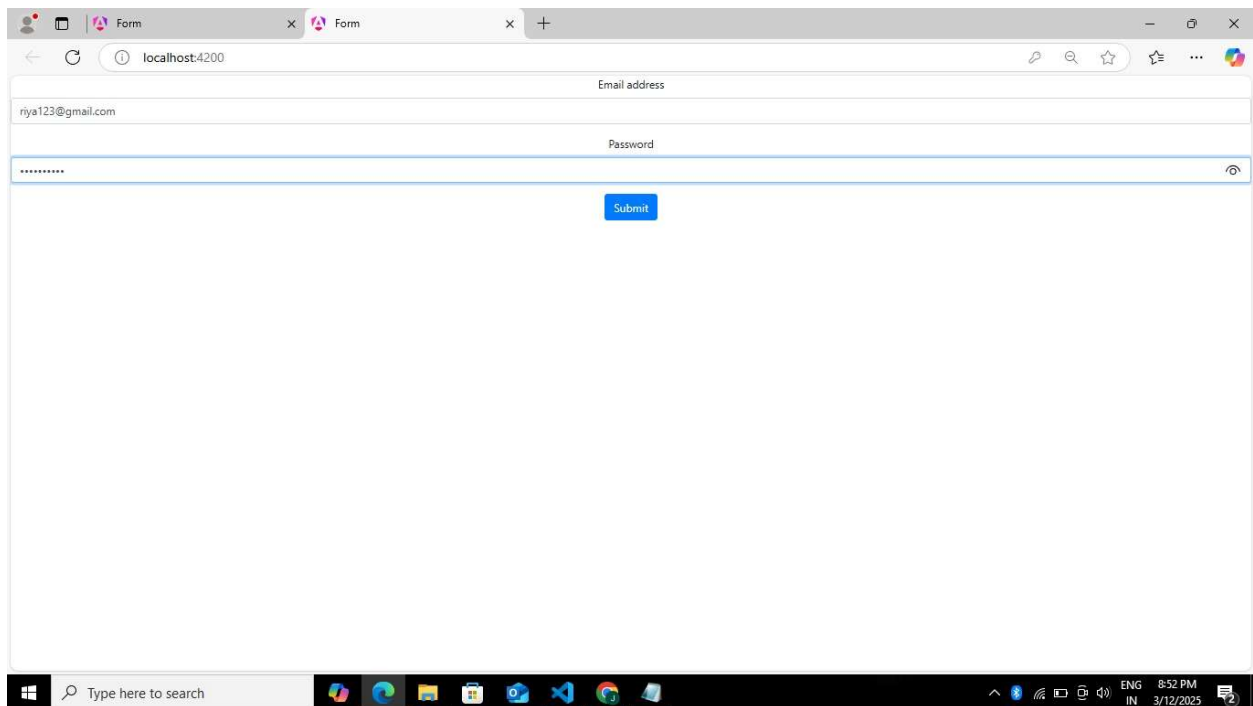 Form
Form
localhost:4200
Email address
riya123@gmail.com
Password
••••••••••
Submit
Type here to search
ENG 8:52 PM
IN 3/12/2025
2